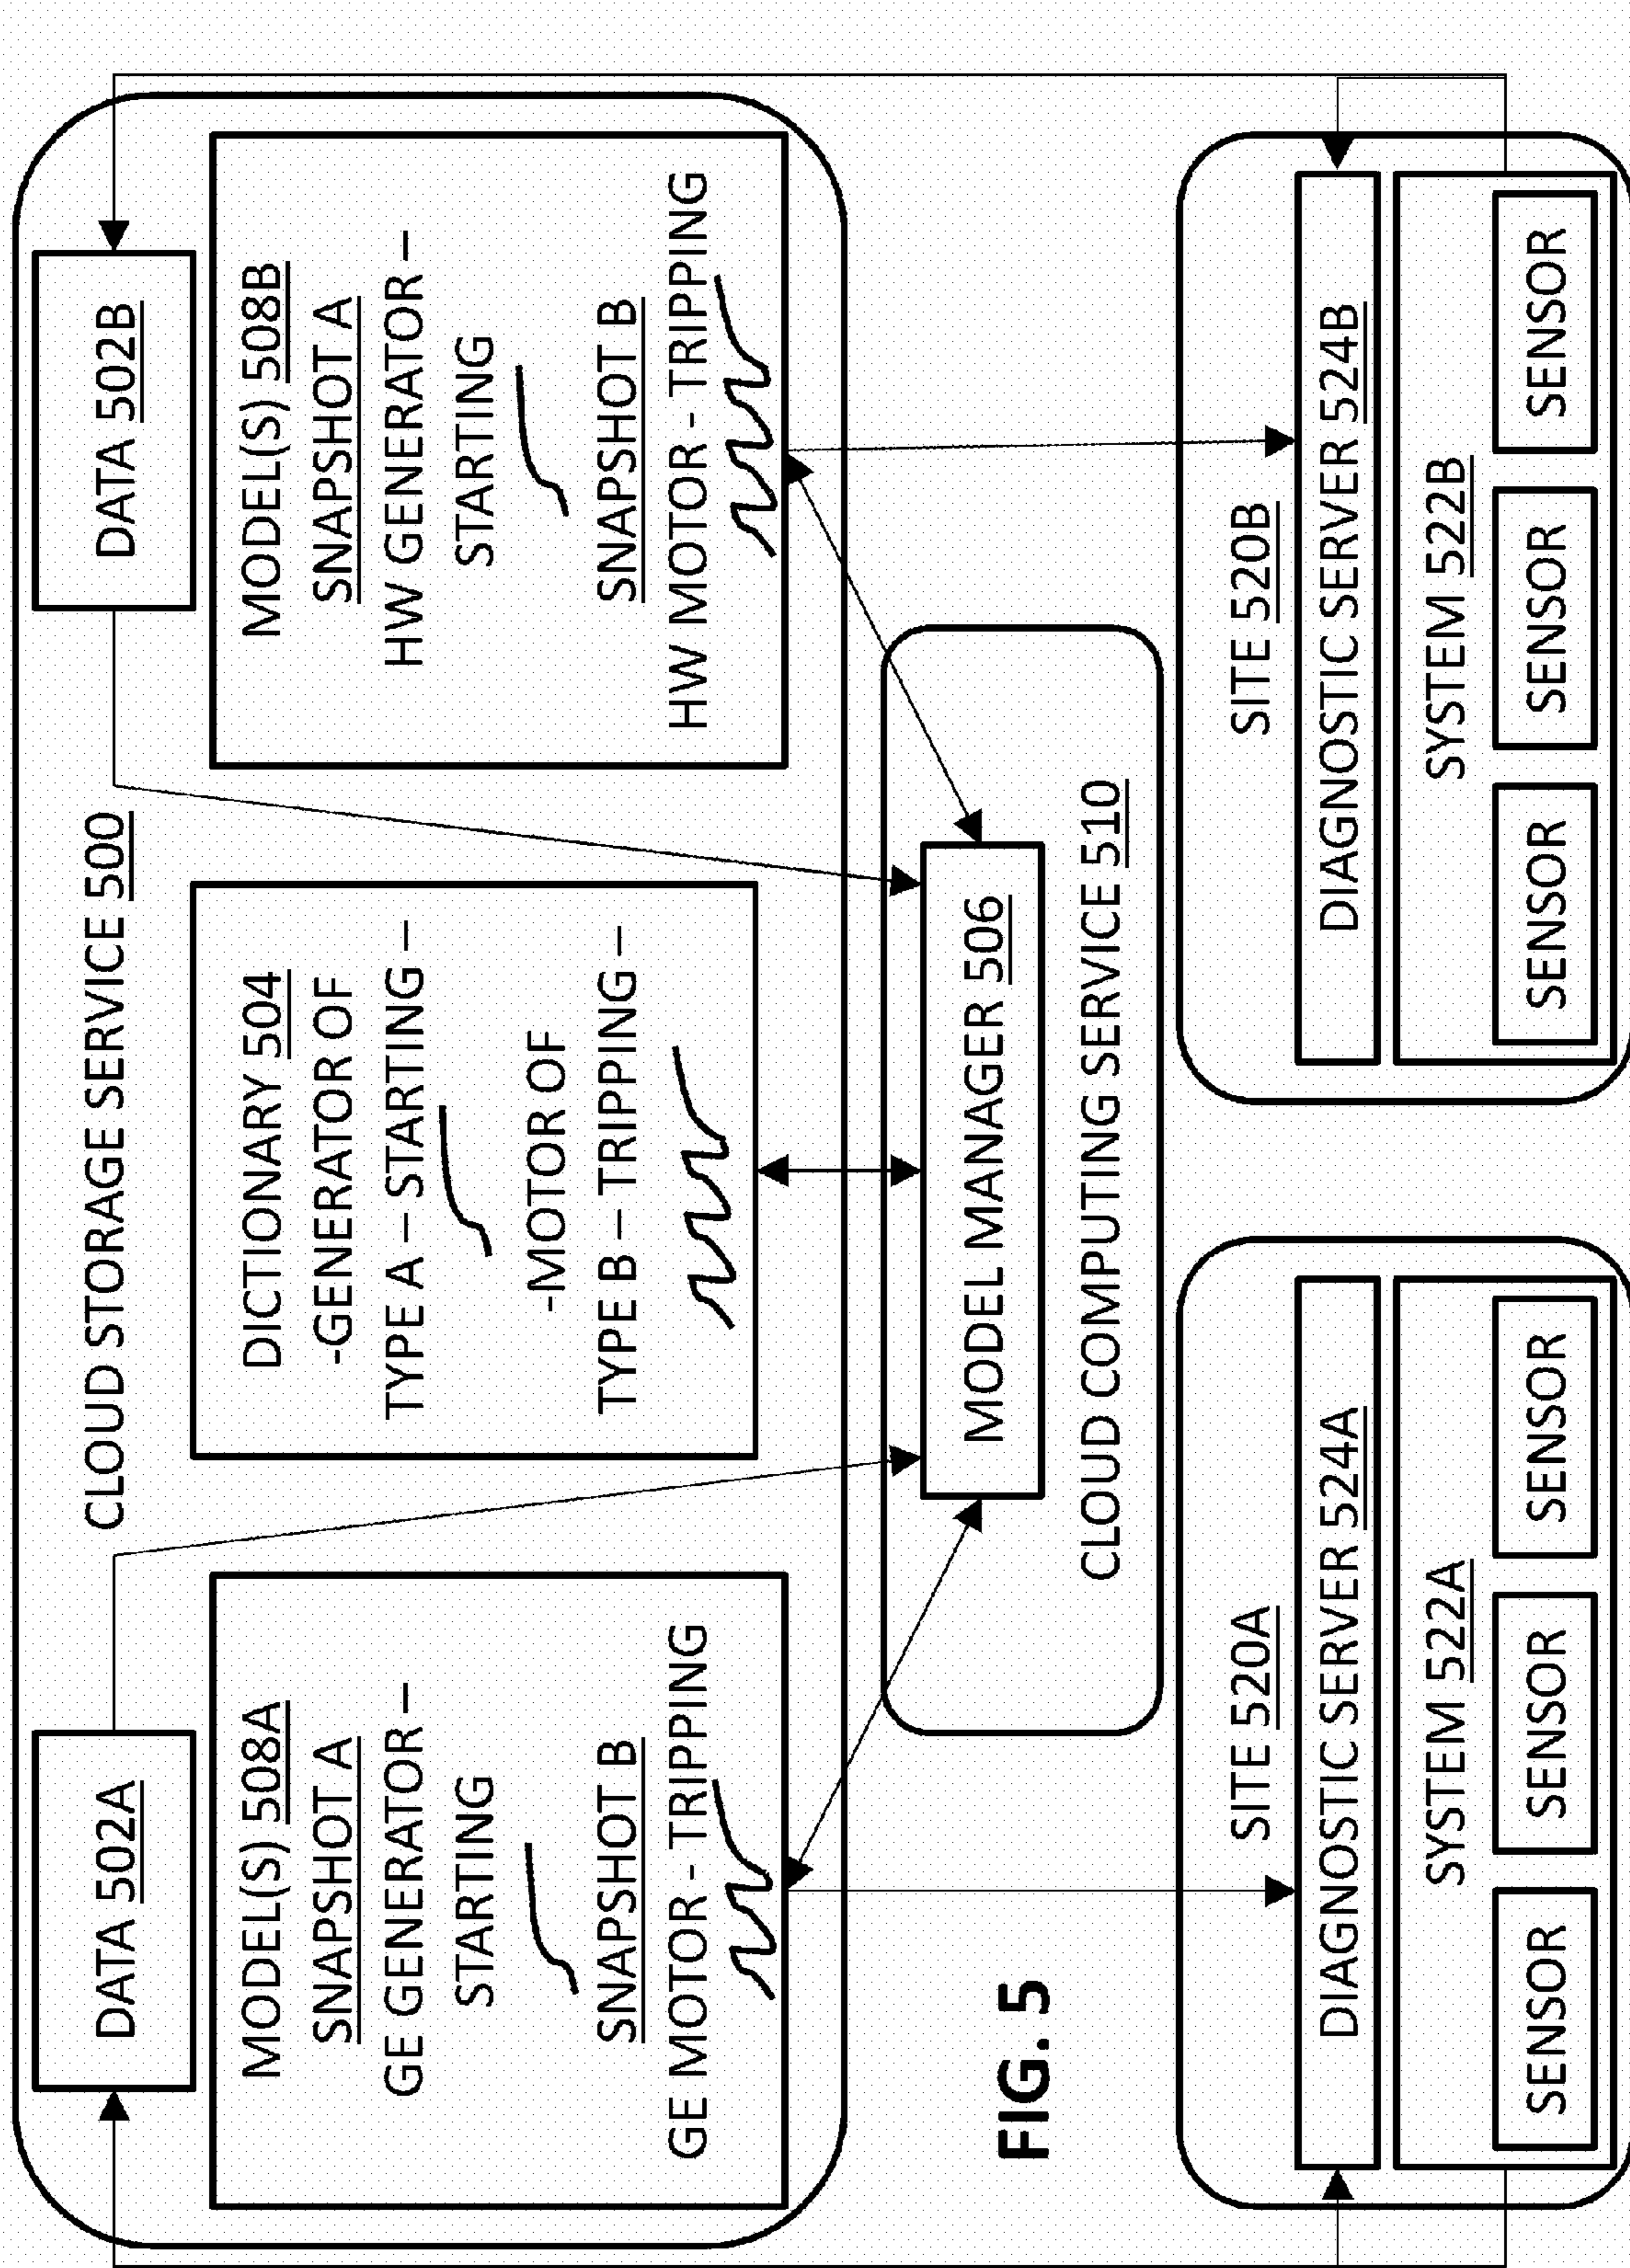 CLOUD STORAGE SERVICE 500
DATA 502A
MODEL(S) 508A
SNAPSHOT A
GE GENERATOR –
STARTING
SNAPSHOT B
GE MOTOR - TRIPPING
DICTIONARY 504
-GENERATOR OF
TYPE A – STARTING –
-MOTOR OF
TYPE B – TRIPPING –
DATA 502B
MODEL(S) 508B
SNAPSHOT A
HW GENERATOR –
STARTING
SNAPSHOT B
HW MOTOR - TRIPPING
MODEL MANAGER 506
CLOUD COMPUTING SERVICE 510
FIG. 5
SITE 520A
DIAGNOSTIC SERVER 524A
SYSTEM 522A
SENSOR
SENSOR
SENSOR
SITE 520B
DIAGNOSTIC SERVER 524B
SYSTEM 522B
SENSOR
SENSOR
SENSOR